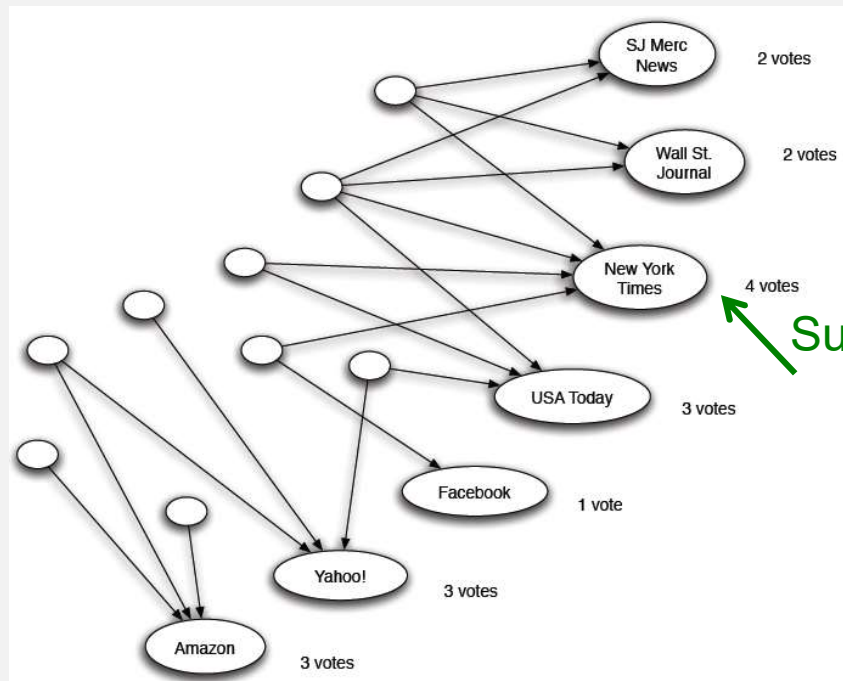 SJ Merc
News
2 votes
Wall St.
Journal
2 votes
New York
Times
4 votes
Su
USA Today
3 votes
Facebook
1 vote
Yahoo!
3 votes
Amazon
3 votes